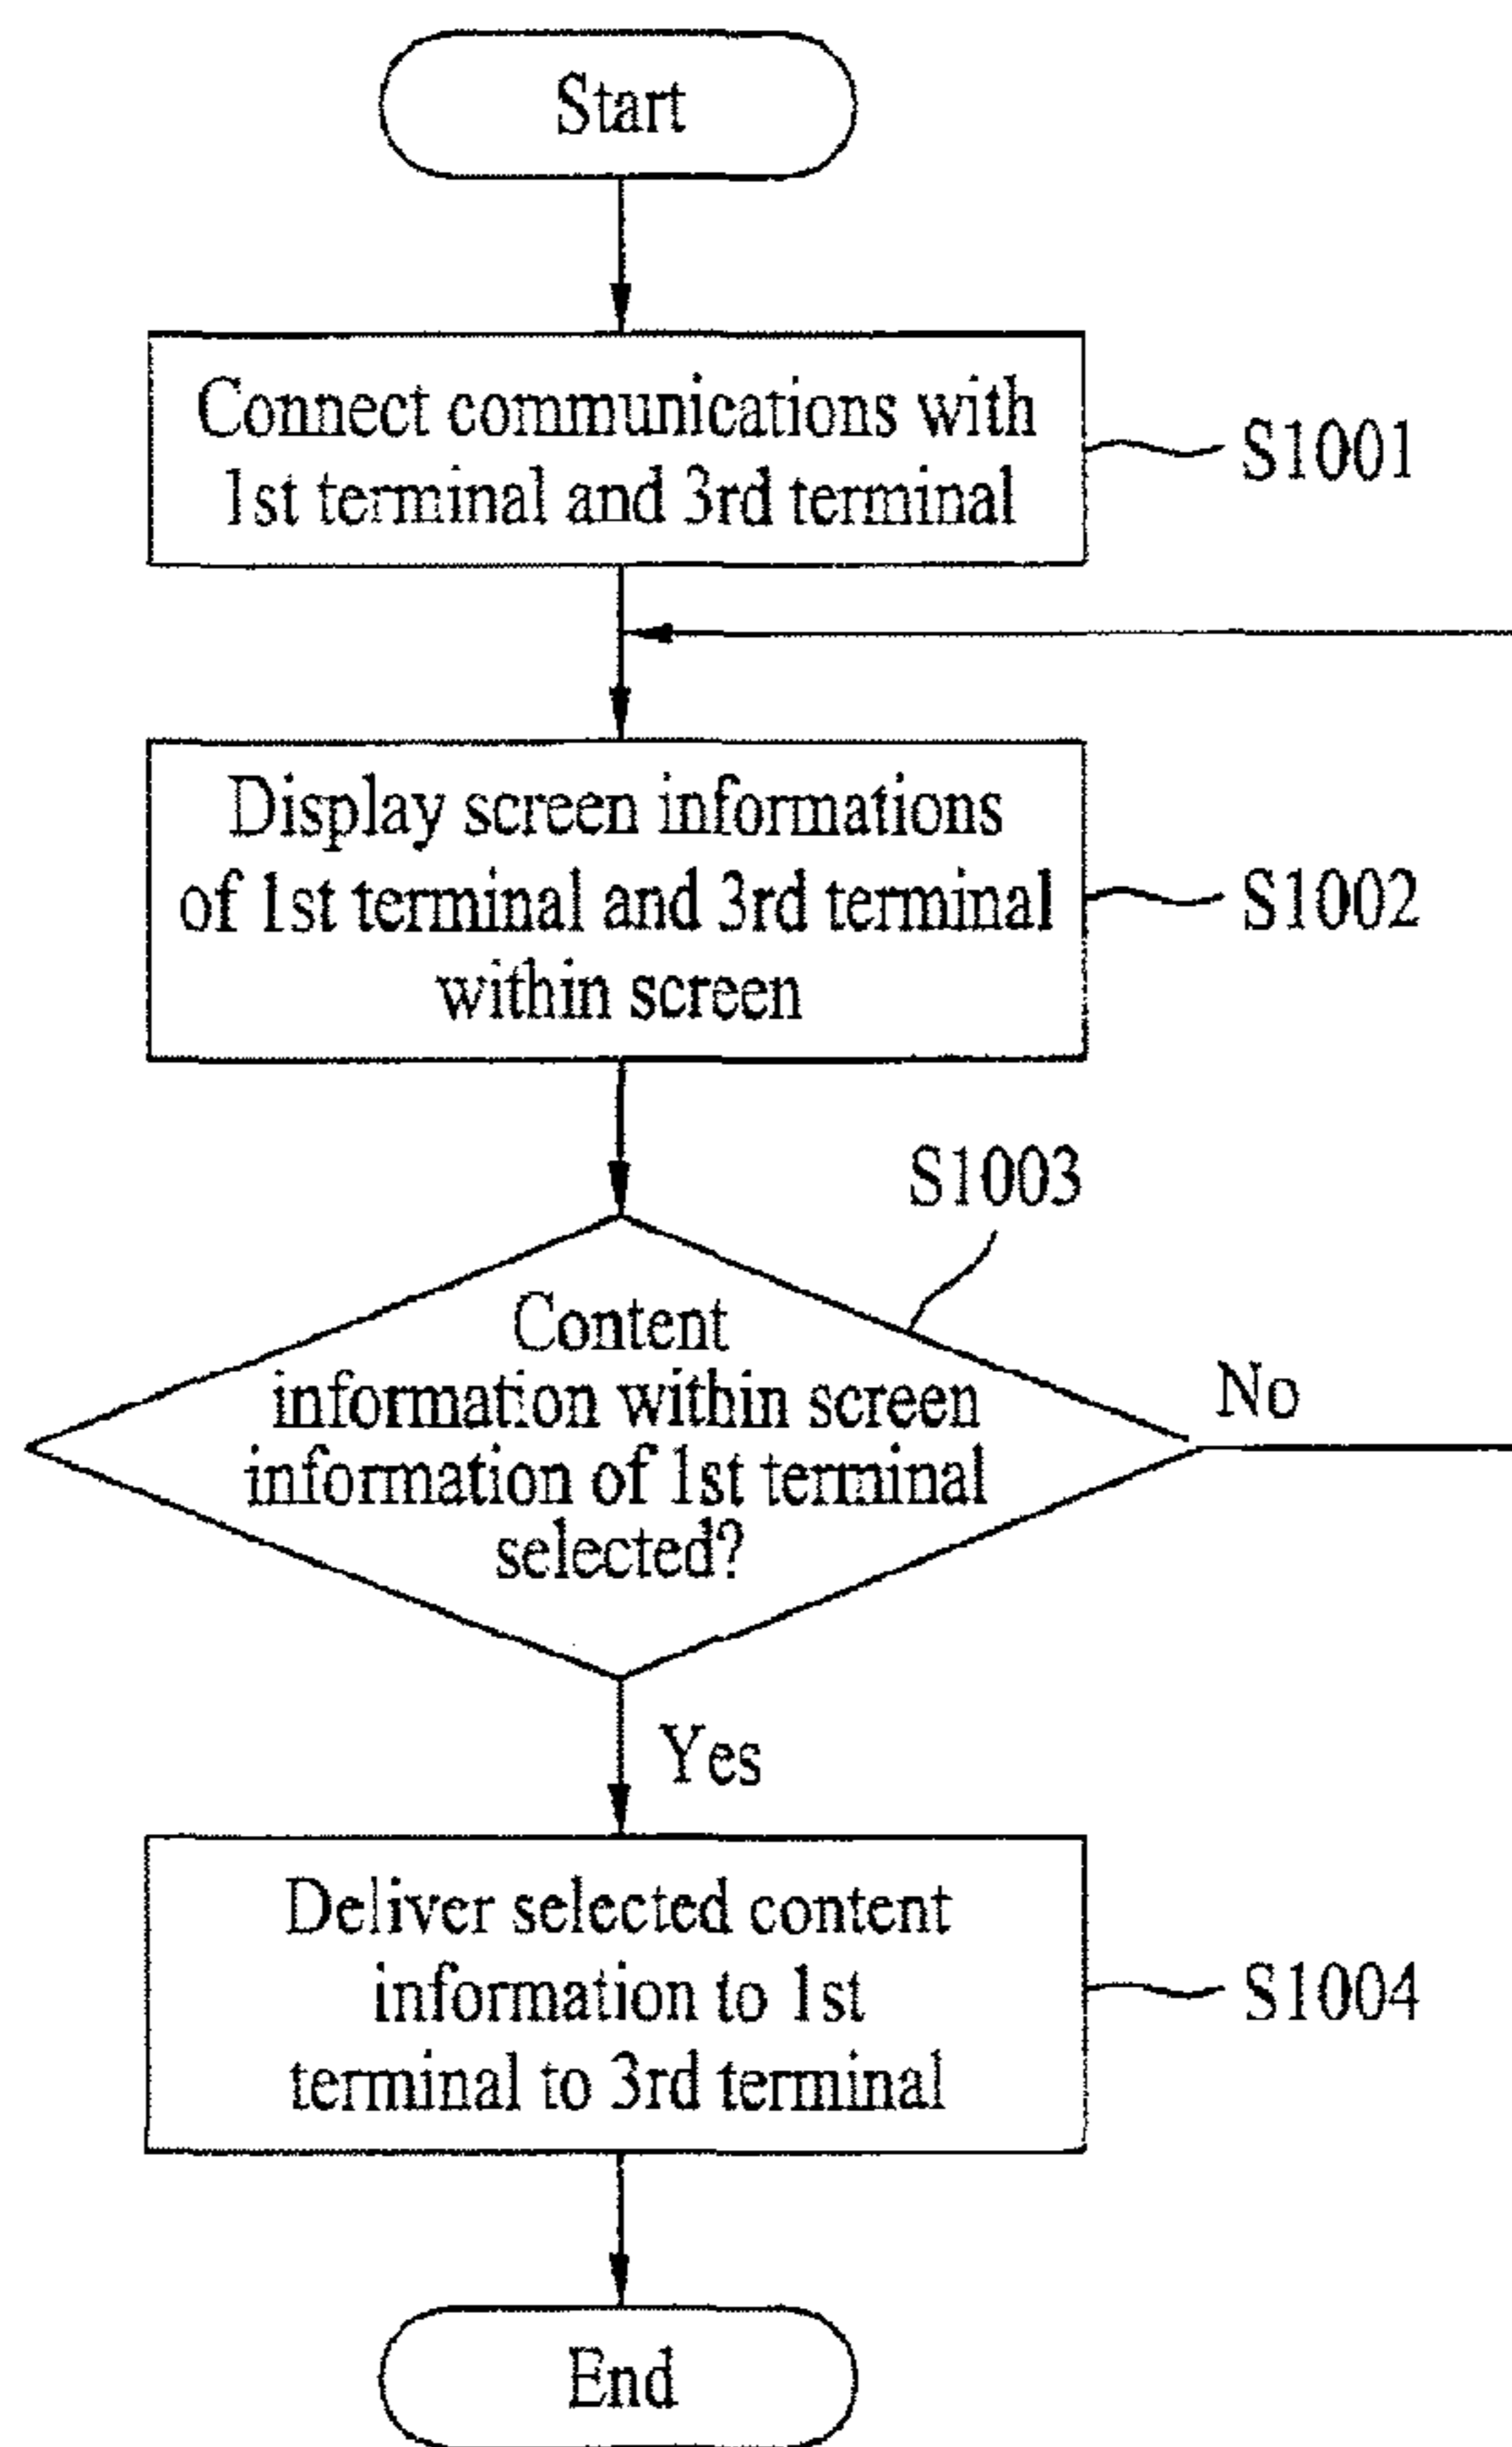 Start
Connect communications with
1st terminal and 3rd terminal
S1001
Display screen informations
of 1st terminal and 3rd terminal
within screen
S1002
S1003
Content
information within screen
information of 1st terminal
selected?
No
Yes
Deliver selected content
information to 1st
terminal to 3rd terminal
S1004
End